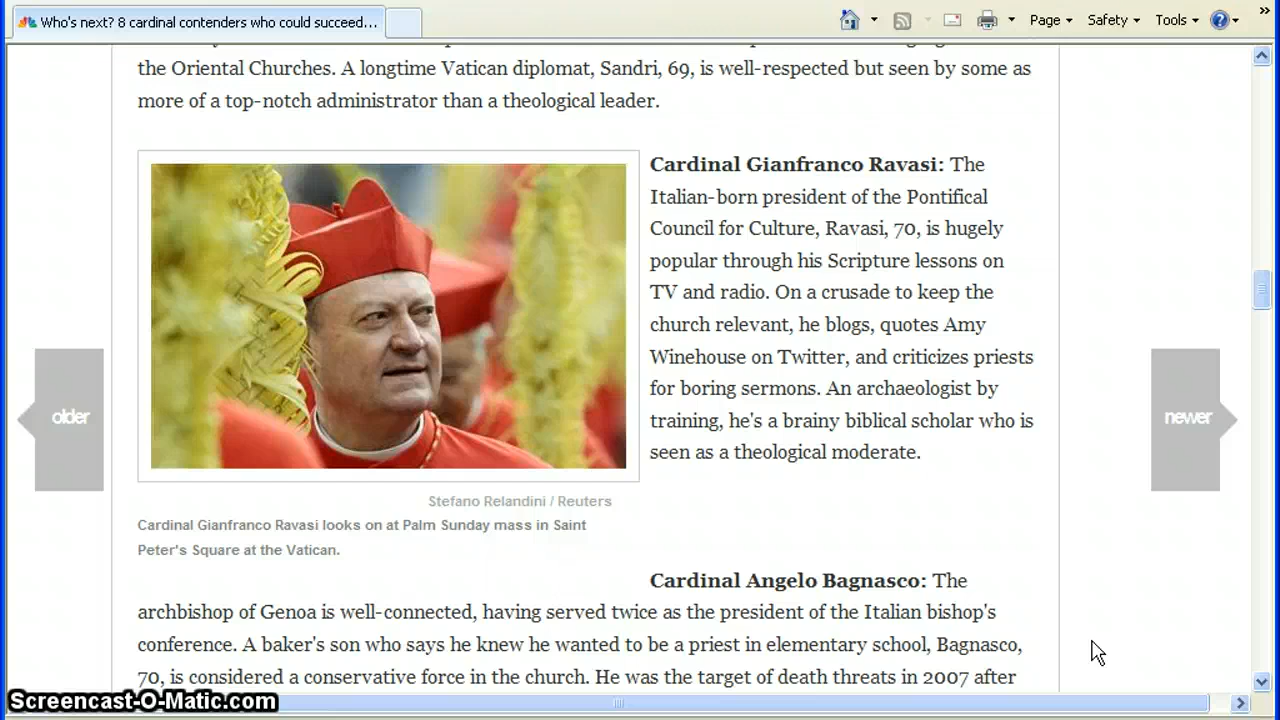 Who's next? 8 cardinal contenders who could succeed...
Page
Safety
Tools
the Oriental Churches. A longtime Vatican diplomat, Sandri, 69, is well-respected but seen by some as
more of a top-notch administrator than a theological leader.
Cardinal Gianfranco Ravasi: The
Italian-born president of the Pontifical
Council for Culture, Ravasi, 70, is hugely
popular through his Scripture lessons on
TV and radio. On a crusade to keep the
church relevant, he blogs, quotes Amy
Winehouse on Twitter, and criticizes priests
for boring sermons. An archaeologist by
training, he's a brainy biblical scholar who is
seen as a theological moderate.
older
newer
Stefano Relandini / Reuters
Cardinal Gianfranco Ravasi looks on at Palm Sunday mass in Saint
Peter's Square at the Vatican.
Cardinal Angelo Bagnasco: The
archbishop of Genoa is well-connected, having served twice as the president of the Italian bishop's
conference. A baker's son who says he knew he wanted to be a priest in elementary school, Bagnasco,
70, is considered a conservative force in the church. He was the target of death threats in 2007 after
Screencast-O-Matic.com